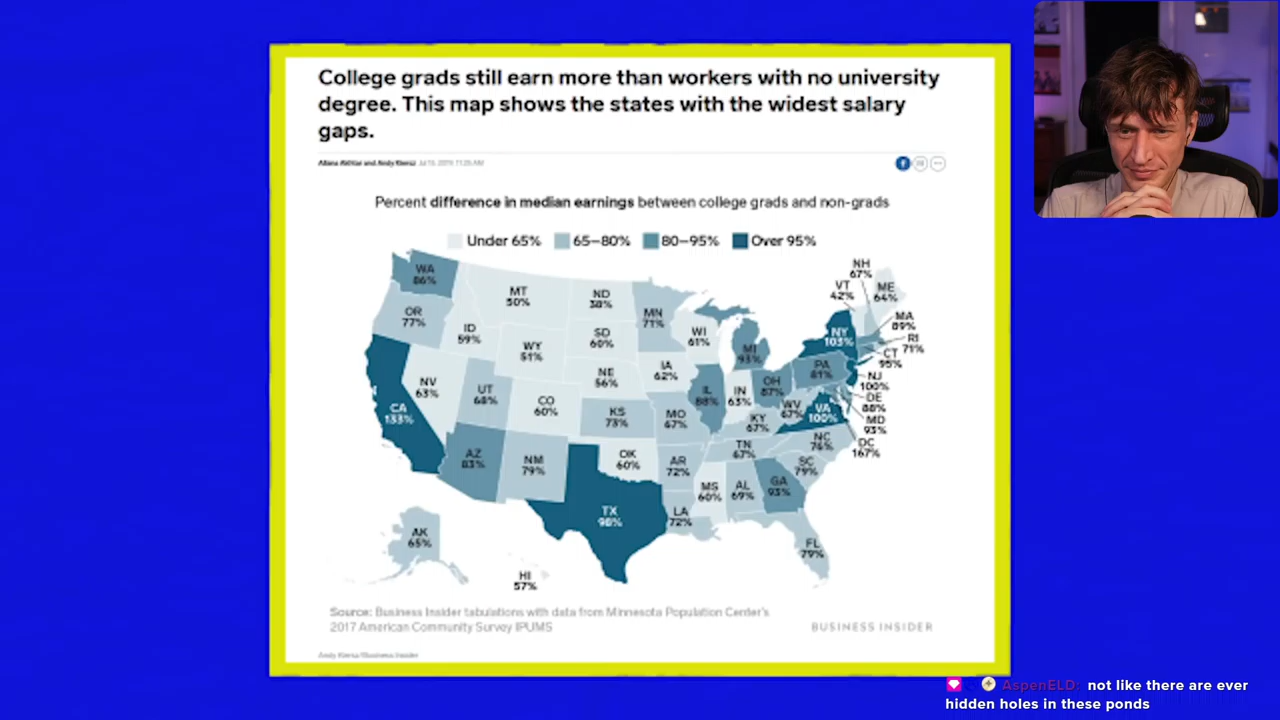 College grads still earn more than workers with no university
degree. This map shows the states with the widest salary
gaps.
Percent difference in median earnings between college grads and non-grads
Under 65% 65–80% 80–95% Over 95%
WA
86%
OR
77%
CA
133%
NV
63%
ID
59%
MT
50%
WY
51%
UT
68%
AZ
83%
CO
60%
NM
79%
ND
38%
SD
60%
NE
56%
KS
73%
OK
60%
TX
98%
MN
71%
IA
62%
MO
67%
AR
72%
LA
72%
WI
61%
IL
88%
MI
93%
IN
63%
OH
87%
KY
67%
TN
67%
MS
60%
AL
69%
GA
93%
FL
79%
SC
79%
NC
76%
VA
100%
WV
67%
PA
81%
NY
103%
VT
42%
NH
67%
ME
64%
MA
89%
RI
71%
CT
95%
NJ
100%
DE
88%
MD
93%
DC
167%
AK
65%
HI
57%
Source: Business Insider tabulations with data from Minnesota Population Center's
2017 American Community Survey IPUMS
BUSINESS INSIDER
Andy Kiersz/Business Insider
AspenELD: not like there are ever
hidden holes in these ponds